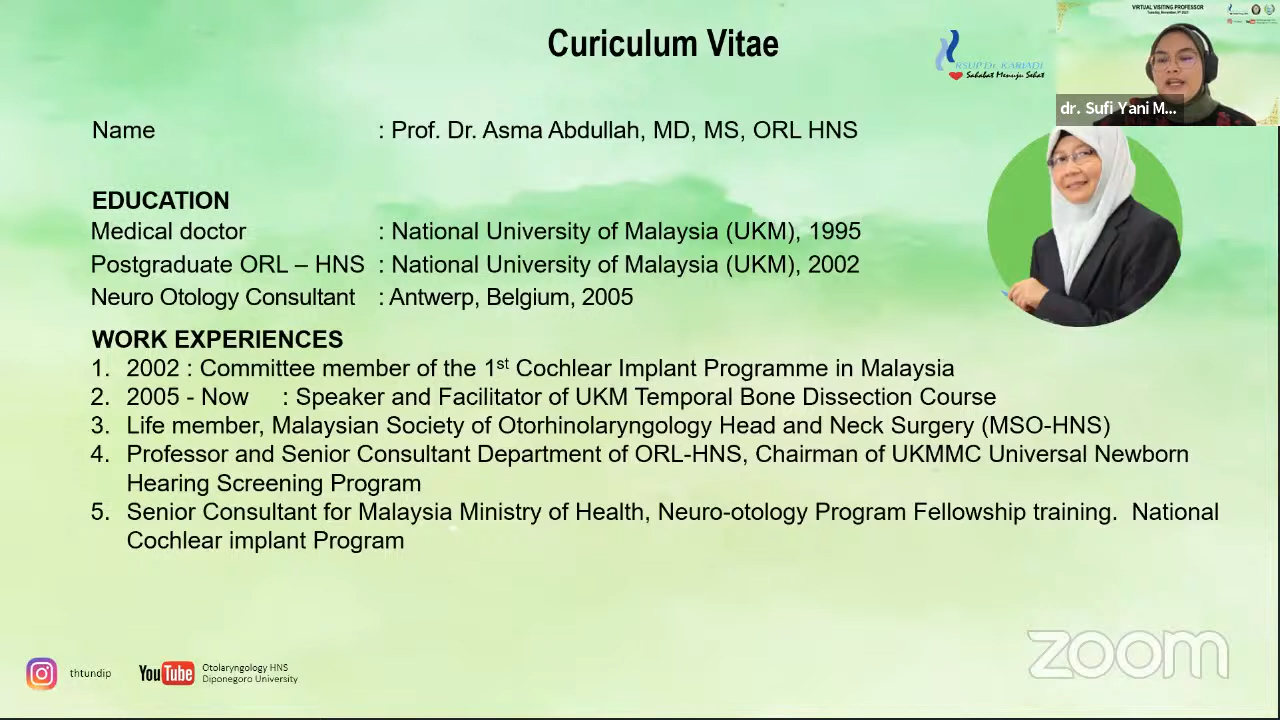 Curiculum Vitae
RSUP Dr. KARIADI
Sahabat Menuju Sehat
VIRTUAL VISITING PROFESSOR
dr. Sufi Yani M...
Name : Prof. Dr. Asma Abdullah, MD, MS, ORL HNS
EDUCATION
Medical doctor : National University of Malaysia (UKM), 1995
Postgraduate ORL – HNS : National University of Malaysia (UKM), 2002
Neuro Otology Consultant : Antwerp, Belgium, 2005
WORK EXPERIENCES
1. 2002 : Committee member of the 1st Cochlear Implant Programme in Malaysia
2. 2005 - Now : Speaker and Facilitator of UKM Temporal Bone Dissection Course
3. Life member, Malaysian Society of Otorhinolaryngology Head and Neck Surgery (MSO-HNS)
4. Professor and Senior Consultant Department of ORL-HNS, Chairman of UKMMC Universal Newborn
Hearing Screening Program
5. Senior Consultant for Malaysia Ministry of Health, Neuro-otology Program Fellowship training. National
Cochlear implant Program
thtundip
YouTube
Otolaryngology HNS
Diponegoro University
zoom